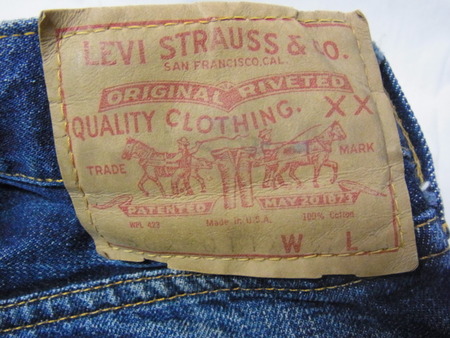 LEVI STRAUSS & CO.
SAN FRANCISCO, CAL.
ORIGINAL RIVETED
QUALITY CLOTHING. XX
TRADE MARK
PATENTED MAY 20 1873
Made in U.S.A. 100% Cotton
W L